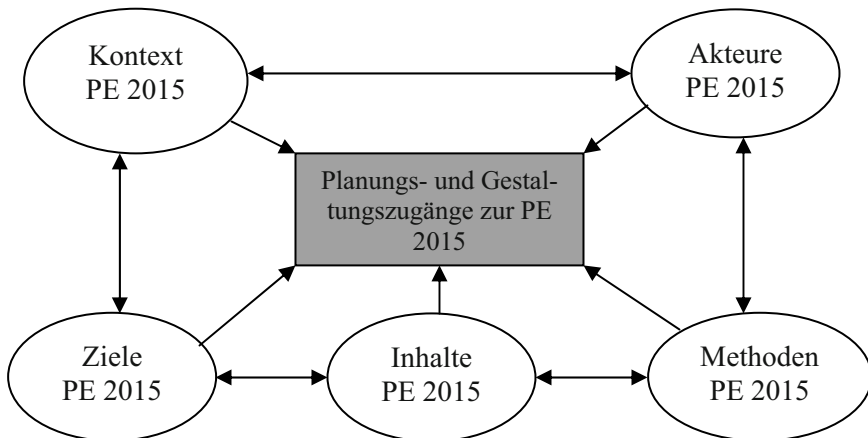 Kontext
PE 2015
Akteure
PE 2015
Planungs- und Gestal-
tungszugänge zur PE
2015
Ziele
PE 2015
Inhalte
PE 2015
Methoden
PE 2015